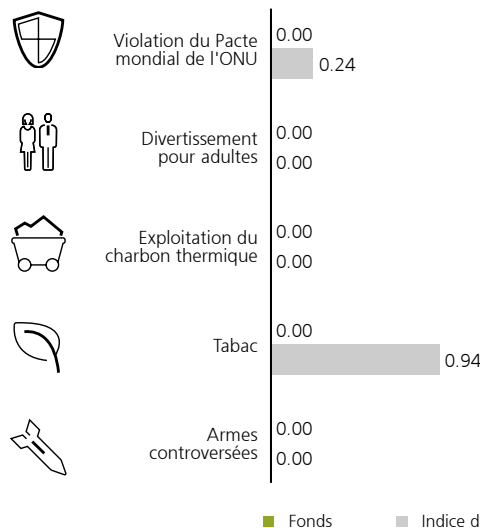 Violation du Pacte
mondial de l'ONU
0.00
0.24
Divertissement
pour adultes
0.00
0.00
Exploitation du
charbon thermique
0.00
0.00
Tabac
0.00
0.94
Armes
controversées
0.00
0.00
Fonds
Indice d